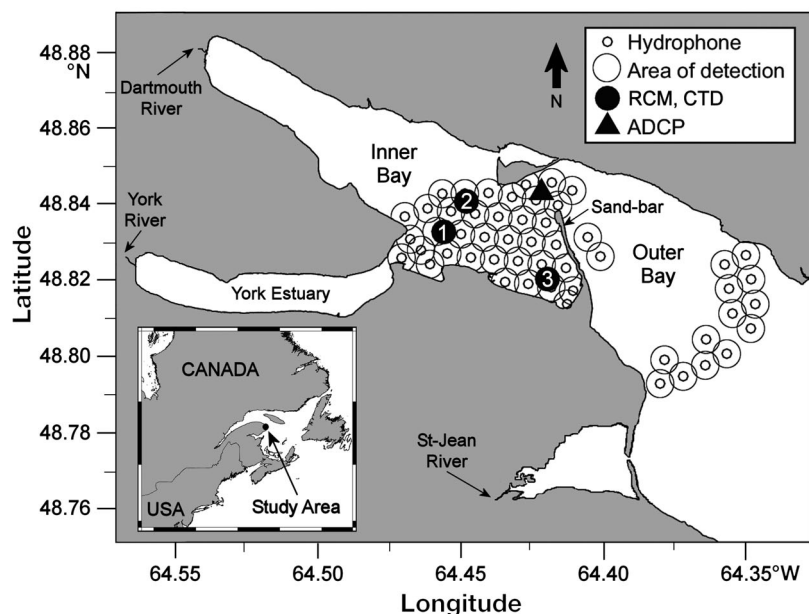 48.88
°N
48.86
48.84
48.82
48.80
48.78
48.76
Latitude
Dartmouth
River
York
River
Inner
Bay
N
Hydrophone
Area of detection
RCM, CTD
ADCP
2
1
3
Sand-bar
Outer
Bay
York Estuary
CANADA
USA
Study Area
St-Jean
River
64.55
64.50
64.45
64.40
64.35°W
Longitude